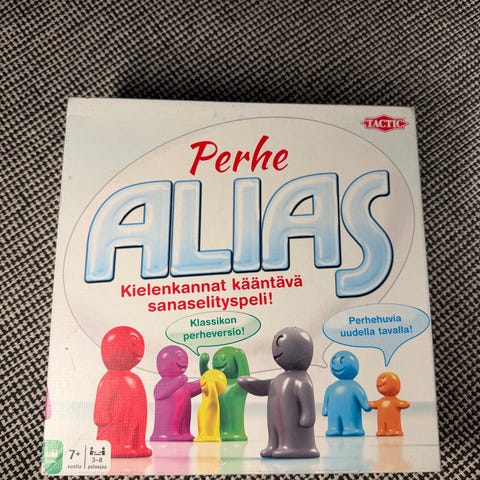 TACTIC
Perhe
ALIAS
Kielenkannat kääntävä
sanaselityspeli!
Klassikon
perheversio!
Perhehuvia
uudella tavalla!
7+
vuotta
3-8
pelaajaa